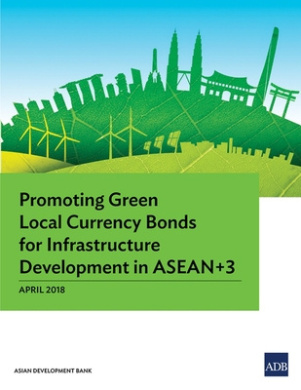 Promoting Green
Local Currency Bonds
for Infrastructure
Development in ASEAN+3
APRIL 2018
ASIAN DEVELOPMENT BANK
ADB